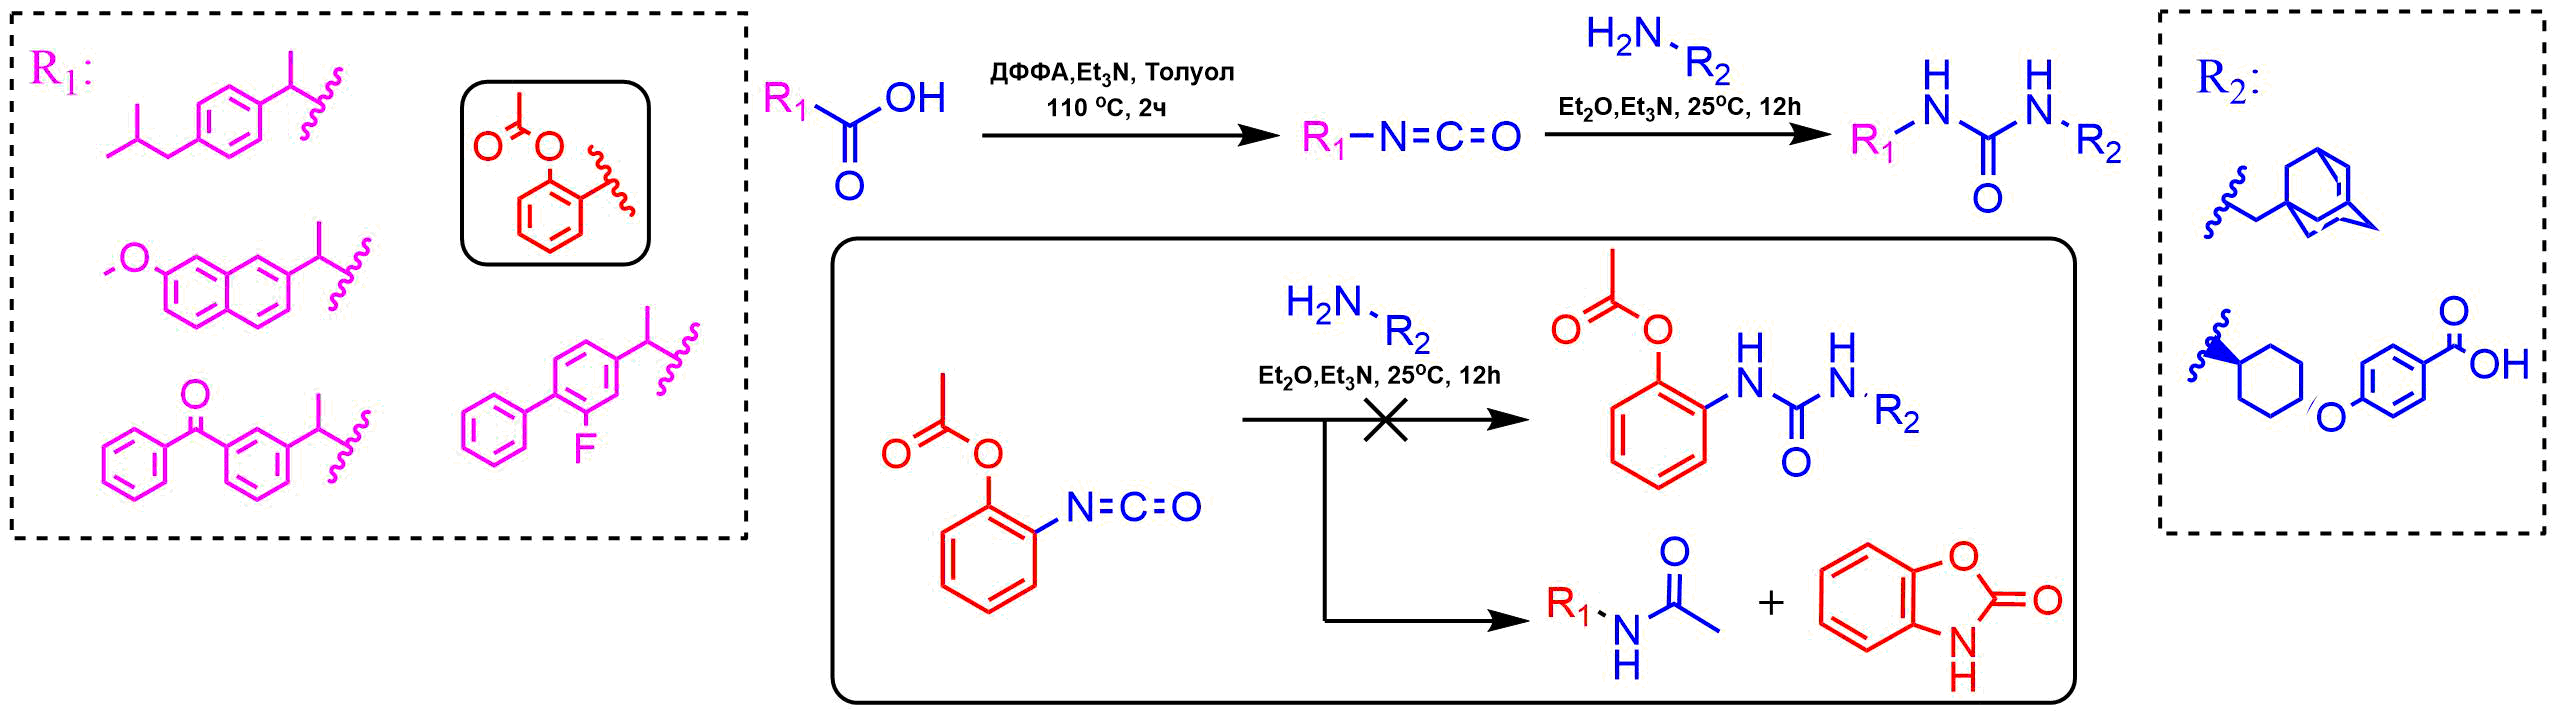 R1:
O
O
O
O
O
F
R1
OH
O
ДФФА,Et3N, Толуол
110 °C, 2ч
R1-N=C=O
H2N
R2
Et2O,Et3N, 25°C, 12h
H
N
H
N
R1
R2
O
R2:
O
OH
O
O
O
N=C=O
H2N
R2
Et2O,Et3N, 25°C, 12h
O
O
H
N
H
N
R2
O
R1
N
H
O
+
O
O
N
H